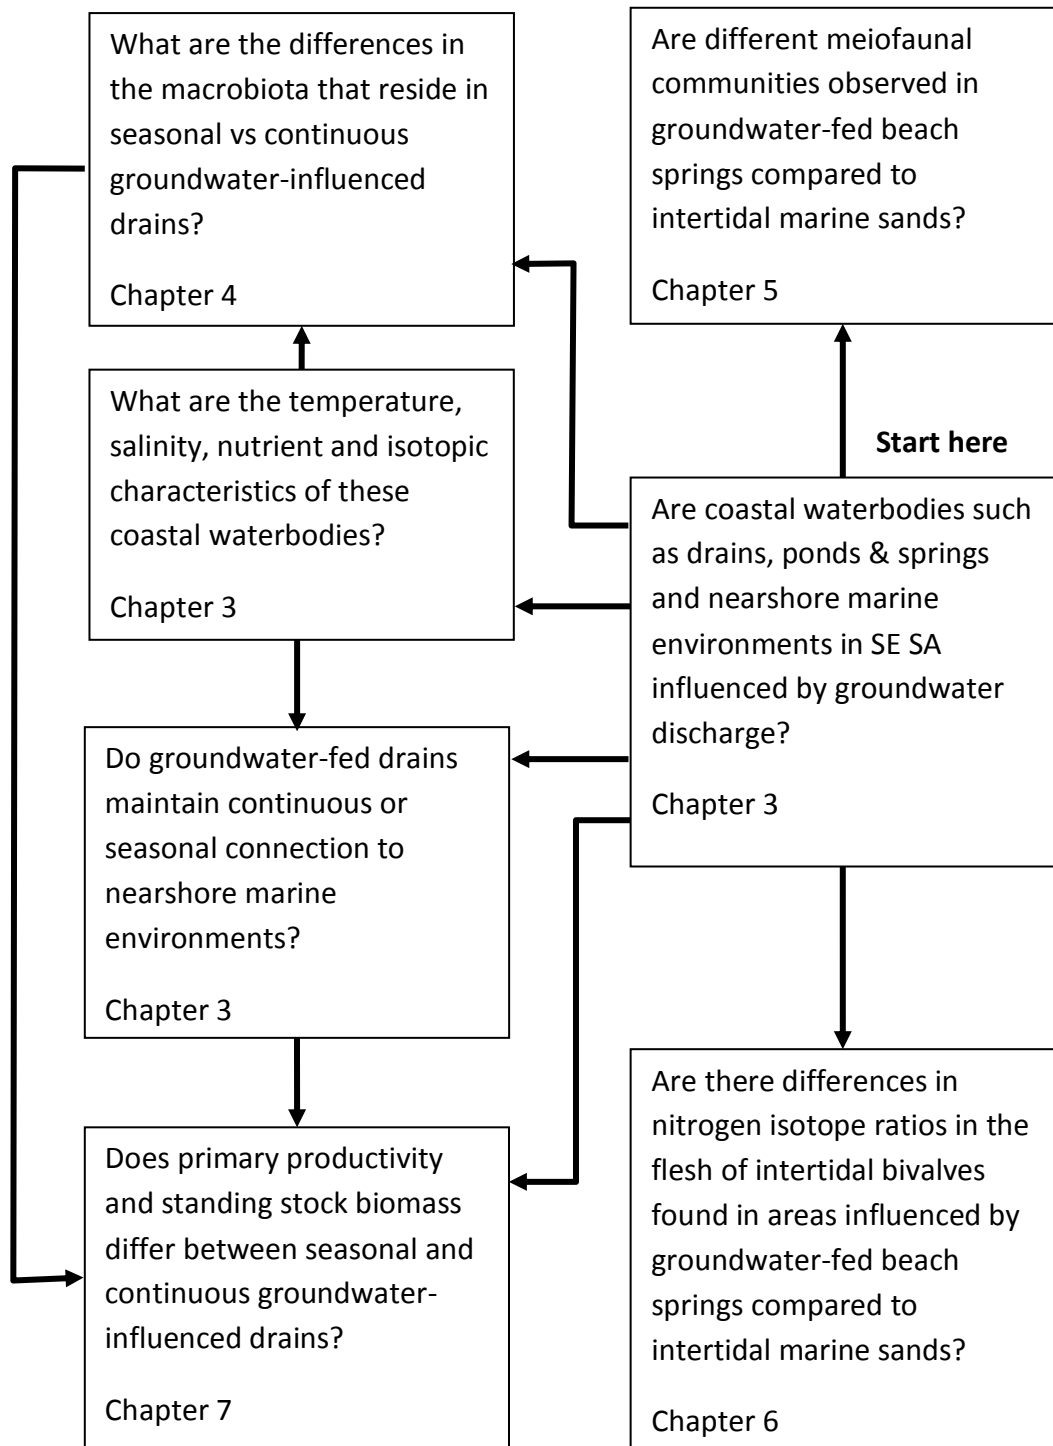 What are the differences in
the macrobiota that reside in
seasonal vs continuous
groundwater-influenced
drains?
Chapter 4
Are different meiofaunal
communities observed in
groundwater-fed beach
springs compared to
intertidal marine sands?
Chapter 5
What are the temperature,
salinity, nutrient and isotopic
characteristics of these
coastal waterbodies?
Chapter 3
Start here
Are coastal waterbodies such
as drains, ponds & springs
and nearshore marine
environments in SE SA
influenced by groundwater
discharge?
Chapter 3
Do groundwater-fed drains
maintain continuous or
seasonal connection to
nearshore marine
environments?
Chapter 3
Does primary productivity
and standing stock biomass
differ between seasonal and
continuous groundwater-
influenced drains?
Chapter 7
Are there differences in
nitrogen isotope ratios in the
flesh of intertidal bivalves
found in areas influenced by
groundwater-fed beach
springs compared to
intertidal marine sands?
Chapter 6